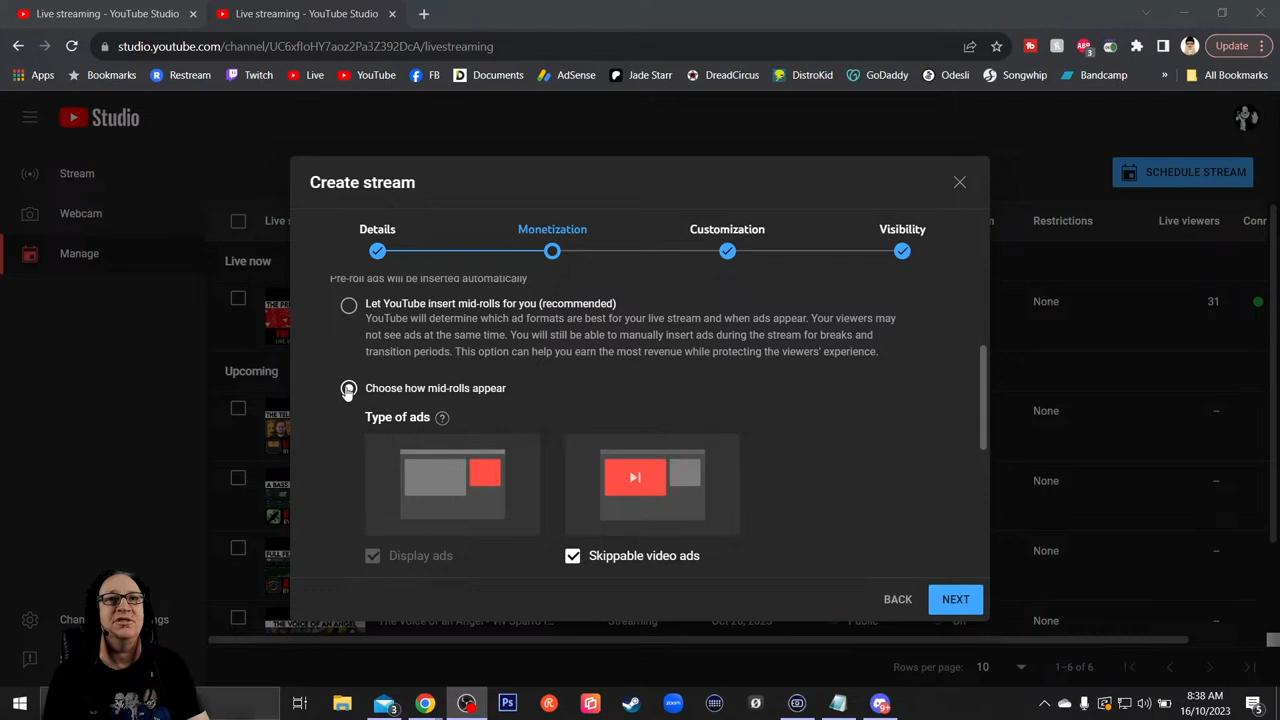 Live streaming - YouTube Studio
Live streaming - YouTube Studio
studio.youtube.com/channel/UC6xfIoHY7aoz2Pa3Z3B2DcA/livestreaming
Update
Apps
Bookmarks
Restream
Twitch
Live
YouTube
FB
Documents
AdSense
Jade Starr
DreadCircus
DistroKid
GoDaddy
Odesli
Songwhip
Bandcamp
»
All Bookmarks
Studio
Stream
SCHEDULE STREAM
Webcam
Manage
Create stream
Details
Monetization
Customization
Visibility
Live s
Restrictions
Live viewers
Conn
Live now
None
31
Upcoming
None
–
None
–
None
–
Pre-roll ads will be inserted automatically
Let YouTube insert mid-rolls for you (recommended)
YouTube will determine which ad formats are best for your live stream and when ads appear. Your viewers may
not see ads at the same time. You will still be able to manually insert ads during the stream for breaks and
transition periods. This option can help you earn the most revenue while protecting the viewers' experience.
Choose how mid-rolls appear
Type of ads
Display ads
Skippable video ads
BACK
NEXT
Streaming
None
–
Rows per page:
10
1–6 of 6
3
9+
8:38 AM
16/10/2023
5